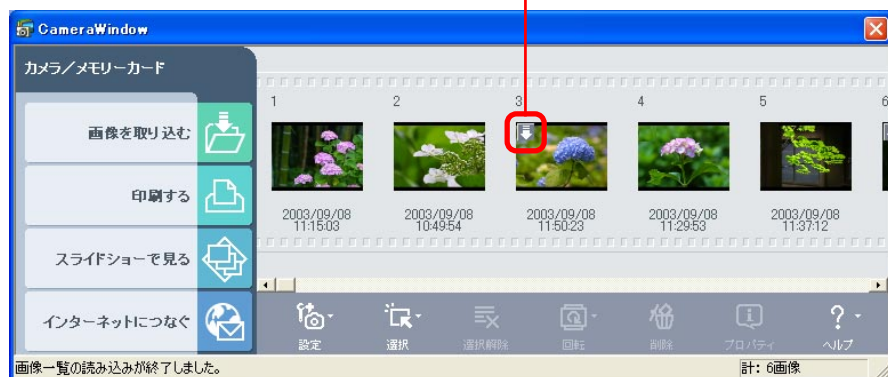 CameraWindow
カメラ／メモリーカード
画像を取り込む
印刷する
スライドショーで見る
インターネットにつなぐ
1 2 3 4 5 6
2003/09/08 2003/09/08 2003/09/08 2003/09/08 2003/09/08
11:15:03 10:49:54 11:50:23 11:29:53 11:37:12
設定 選択 選択解除 回転 削除 プロパティ ヘルプ
画像一覧の読み込みが終了しました。
計: 6画像